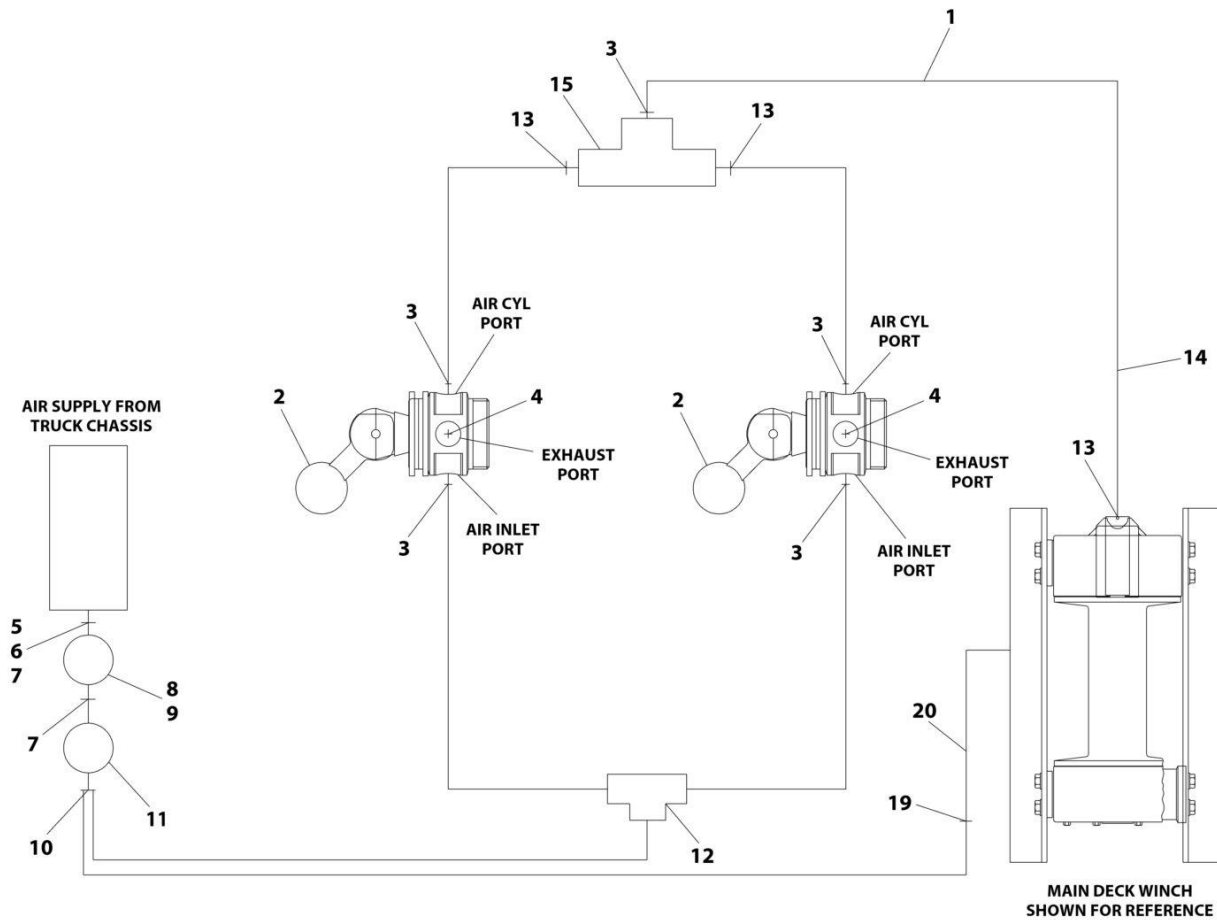 1
3
15
13
13
3
AIR CYL
PORT
3
AIR CYL
PORT
14
2
4
2
4
AIR SUPPLY FROM
TRUCK CHASSIS
EXHAUST
PORT
EXHAUST
PORT
13
3
AIR INLET
PORT
3
AIR INLET
PORT
5
6
7
8
9
7
20
11
10
12
19
MAIN DECK WINCH
SHOWN FOR REFERENCE